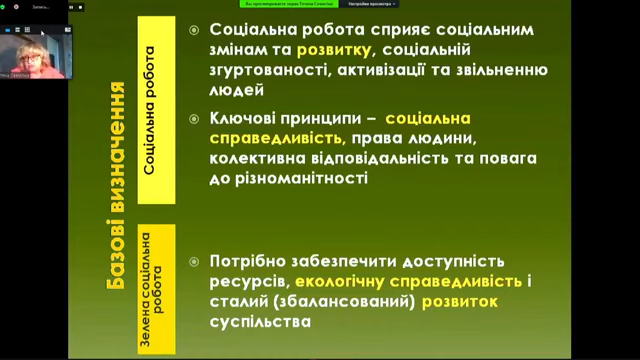 Запись...
Базові визначення
Соціальна робота
Соціальна робота сприяє соціальним
змінам та розвитку, соціальній
згуртованості, активізації та звільненню
людей
Ключові принципи – соціальна
справедливість, права людини,
колективна відповідальність та повага
до різноманітності
Зелена соціальна
робота
Потрібно забезпечити доступність
ресурсів, екологічну справедливість і
сталий (збалансований) розвиток
суспільства